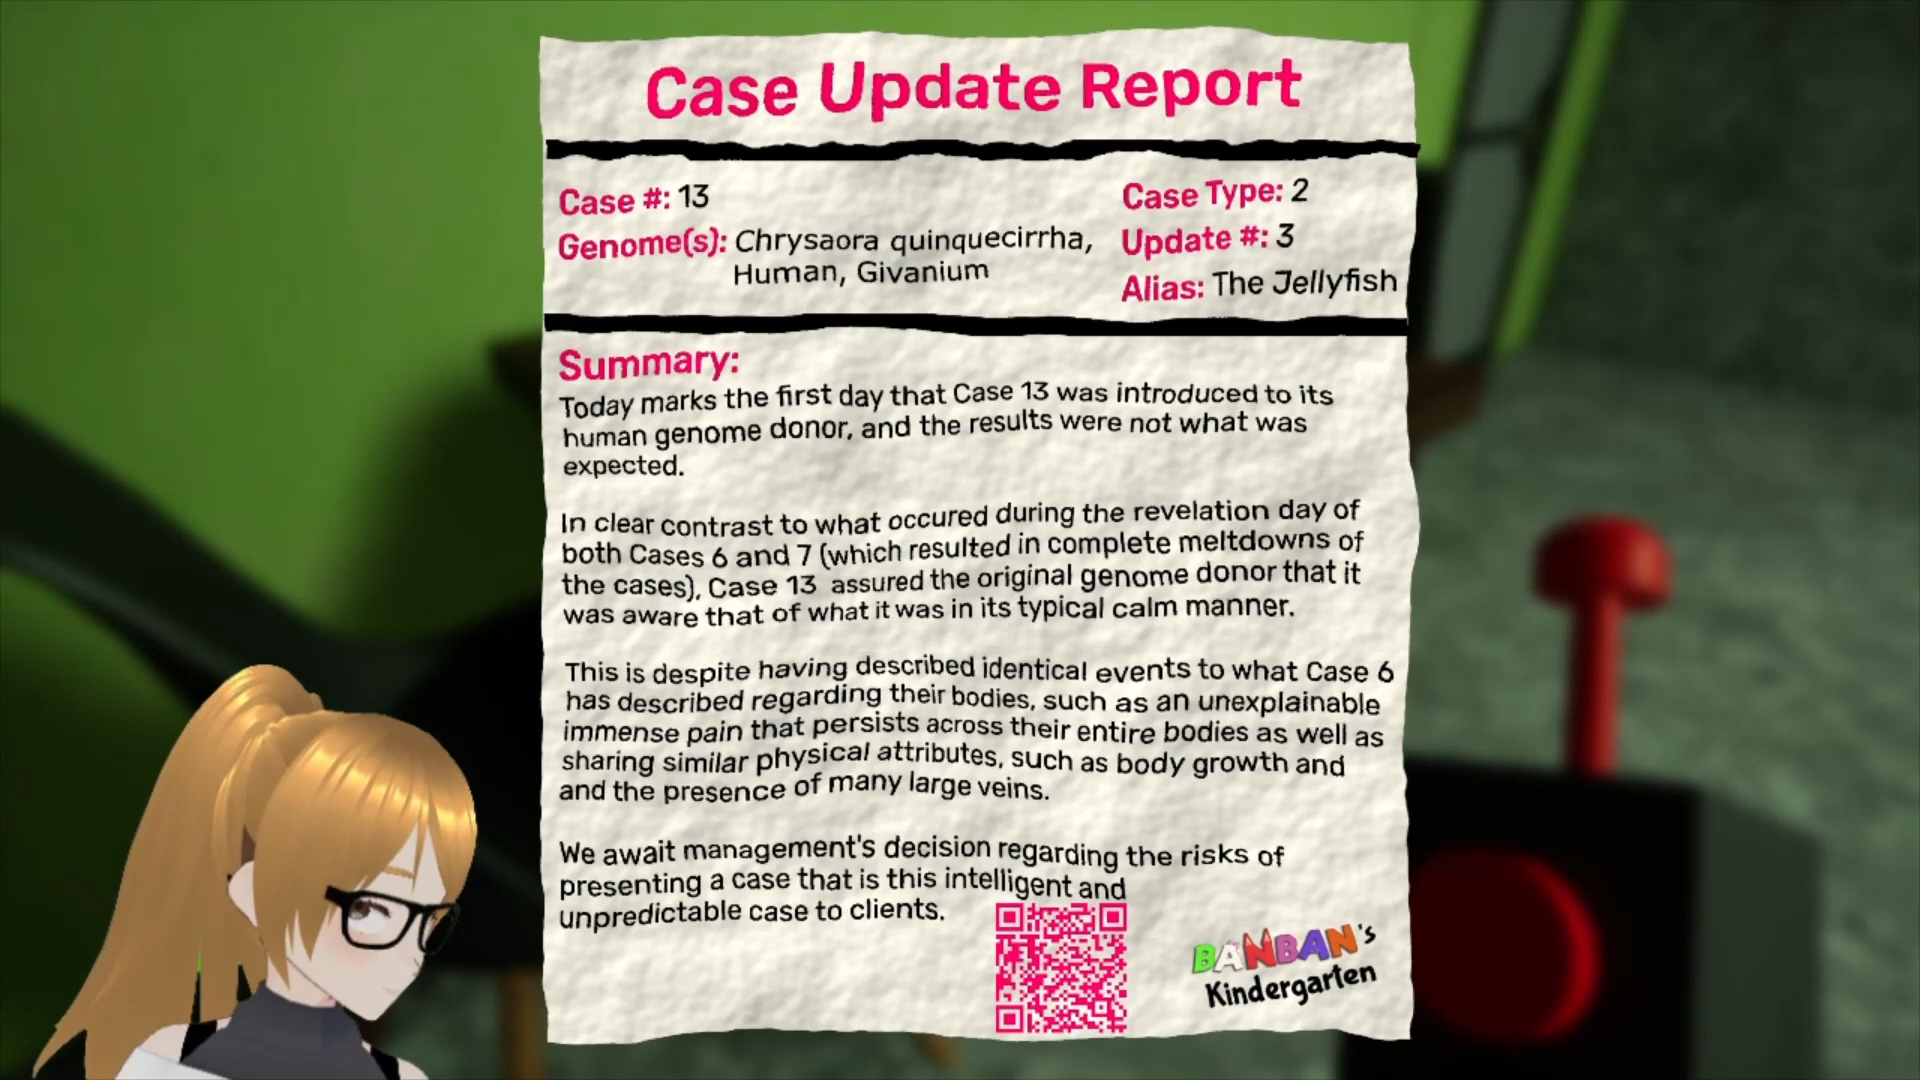 Case Update Report
Case #: 13
Case Type: 2
Genome(s): Chrysaora quinquecirrha,
Human, Givanium
Update #: 3
Alias: The Jellyfish
Summary:
Today marks the first day that Case 13 was introduced to its
human genome donor, and the results were not what was
expected.
In clear contrast to what occured during the revelation day of
both Cases 6 and 7 (which resulted in complete meltdowns of
the cases), Case 13 assured the original genome donor that it
was aware that of what it was in its typical calm manner.
This is despite having described identical events to what Case 6
has described regarding their bodies, such as an unexplainable
immense pain that persists across their entire bodies as well as
sharing similar physical attributes, such as body growth and
and the presence of many large veins.
We await management's decision regarding the risks of
presenting a case that is this intelligent and
unpredictable case to clients.
BANBAN's
Kindergarten